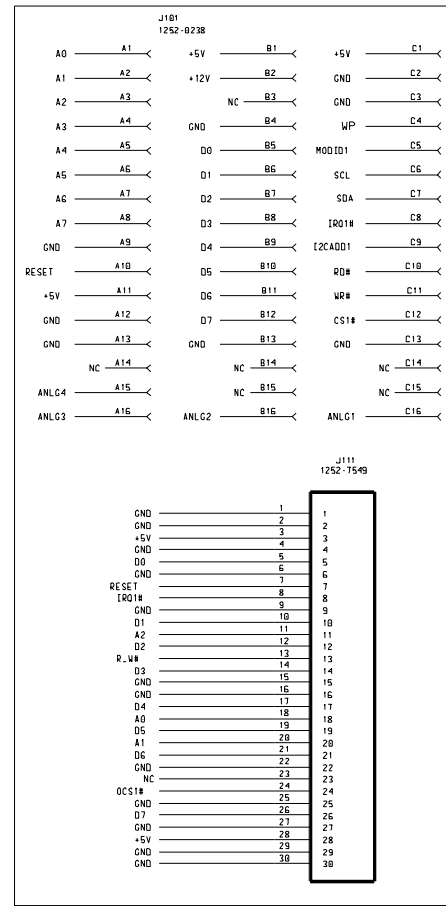 J101
1252-8238
A0 A1 +5V B1 +5V C1
A1 A2 +12V B2 GND C2
A2 A3 NC B3 GND C3
A3 A4 GND B4 WP C4
A4 A5 D0 B5 MODID1 C5
A5 A6 D1 B6 SCL C6
A6 A7 D2 B7 SDA C7
A7 A8 D3 B8 IRQ1# C8
GND A9 D4 B9 I2CADD1 C9
RESET A10 D5 B10 RD# C10
+5V A11 D6 B11 WR# C11
GND A12 D7 B12 CS1# C12
GND A13 GND B13 GND C13
NC A14 NC B14 NC C14
ANLG4 A15 NC B15 NC C15
ANLG3 A16 ANLG2 B16 ANLG1 C16
J111
1252-7549
GND 1 1
GND 2 2
+5V 3 3
GND 4 4
D0 5 5
GND 6 6
RESET 7 7
IRQ1# 8 8
GND 9 9
D1 10 10
A2 11 11
D2 12 12
R_W# 13 13
D3 14 14
GND 15 15
GND 16 16
D4 17 17
A0 18 18
D5 19 19
A1 20 20
D6 21 21
GND 22 22
NC 23 23
OCS1# 24 24
GND 25 25
D7 26 26
GND 27 27
+5V 28 28
GND 29 29
GND 30 30